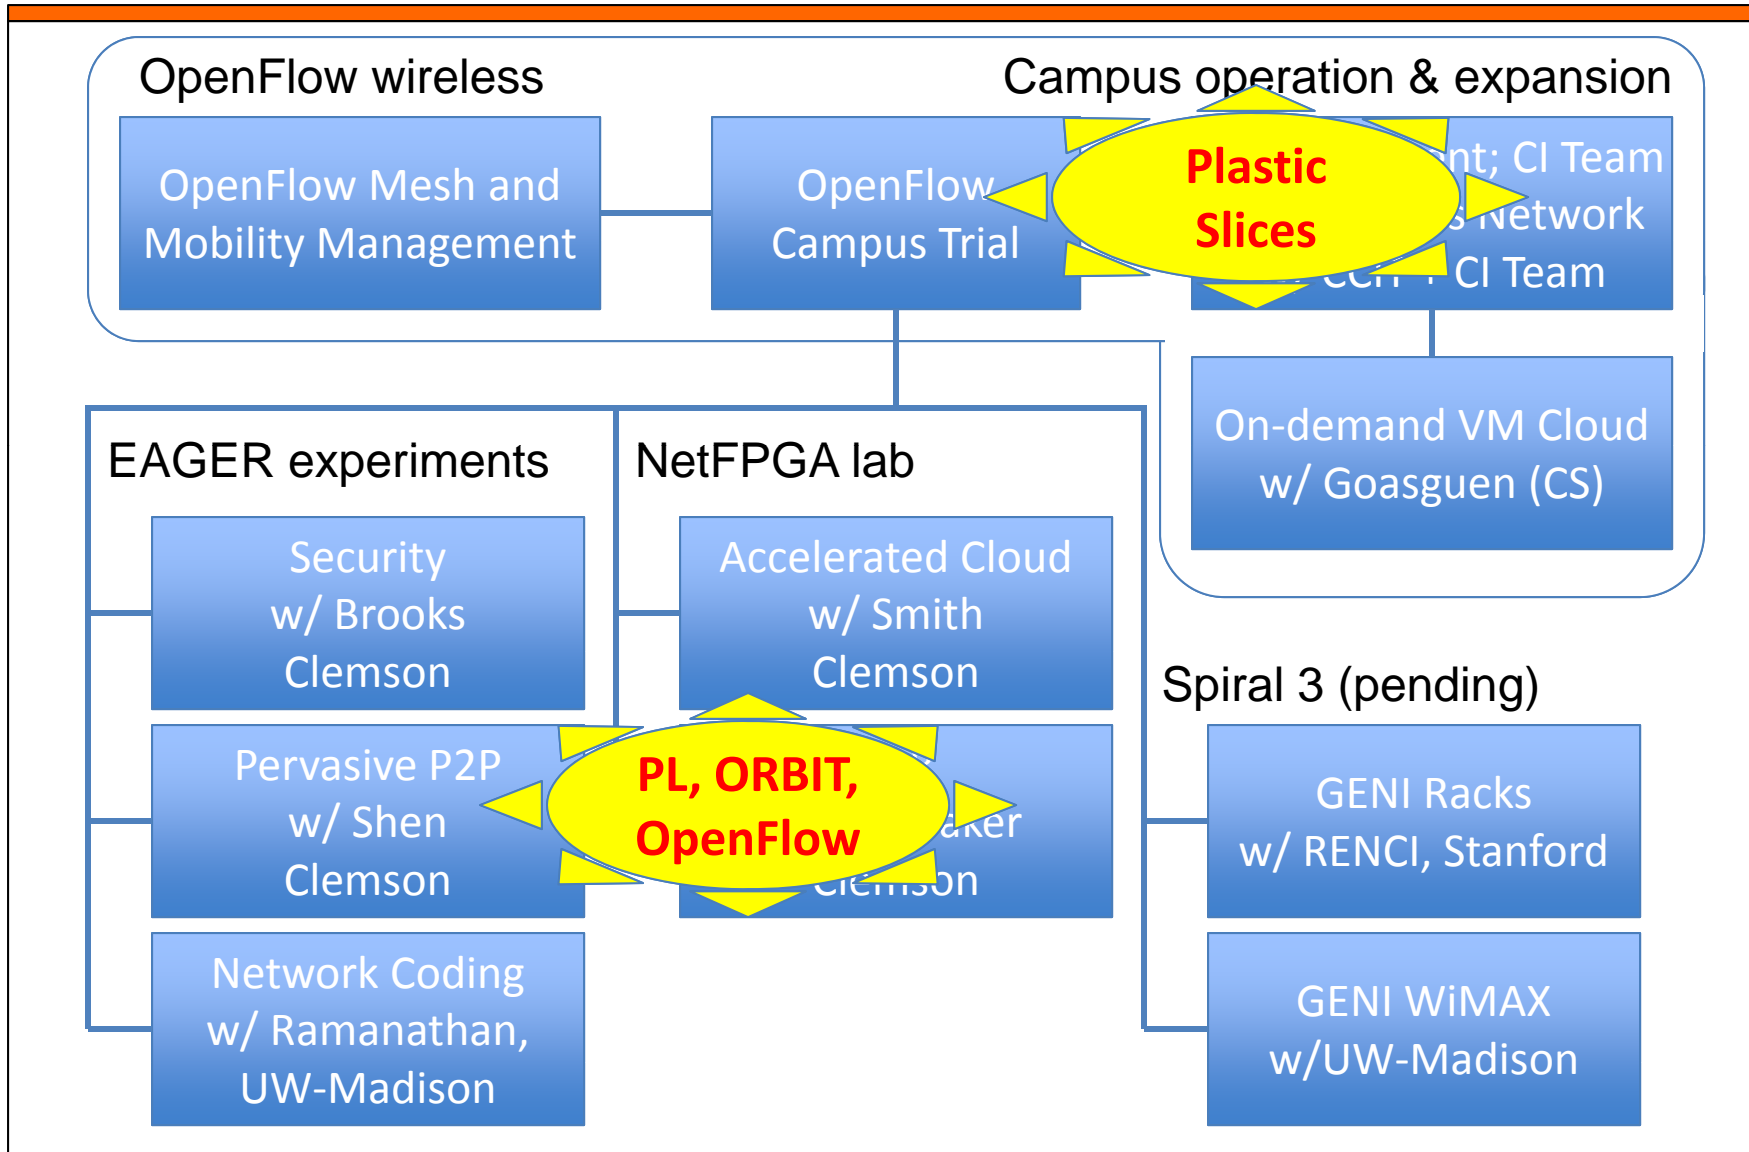 OpenFlow wireless
Campus operation & expansion
OpenFlow Mesh and
Mobility Management
OpenFlow
Campus Trial
Plastic
Slices
CI Team
Network
+ CI Team
On-demand VM Cloud
w/ Goasguen (CS)
EAGER experiments
NetFPGA lab
Security
w/ Brooks
Clemson
Accelerated Cloud
w/ Smith
Clemson
Spiral 3 (pending)
Pervasive P2P
w/ Shen
Clemson
PL, ORBIT,
OpenFlow
Clemson
GENI Racks
w/ RENCI, Stanford
Network Coding
w/ Ramanathan,
UW-Madison
GENI WiMAX
w/UW-Madison